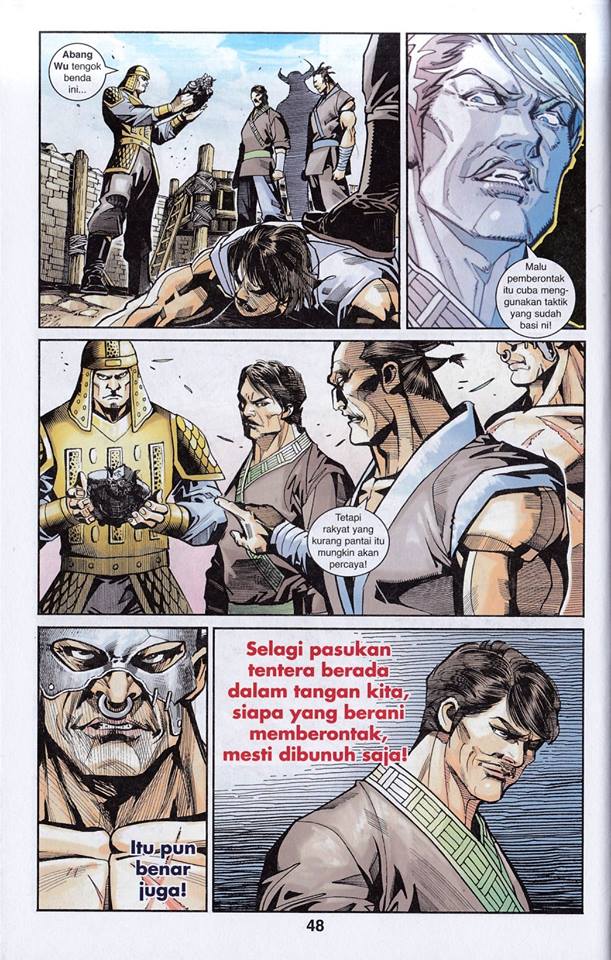 Abang
Wu tengok
benda
ini...
Malu
pemberontak
itu cuba meng-
gunakan taktik
yang sudah
basi ni!
Tetapi
rakyat yang
kurang pantai itu
mungkin akan
percaya!
Itu pun
benar
juga!
Selagi pasukan
tentera berada
dalam tangan kita,
siapa yang berani
memberontak,
mesti dibunuh saja!
48